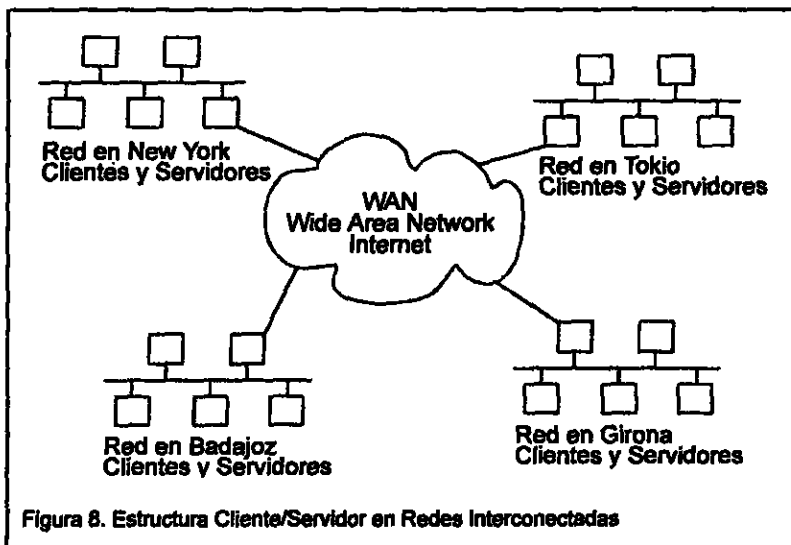 Red en New York
Clientes y Servidores
Red en Tokio
Clientes y Servidores
WAN
Wide Area Network
Internet
Red en Badajoz
Clientes y Servidores
Red en Girona
Clientes y Servidores
Figura 8. Estructura Cliente/Servidor en Redes Interconectadas